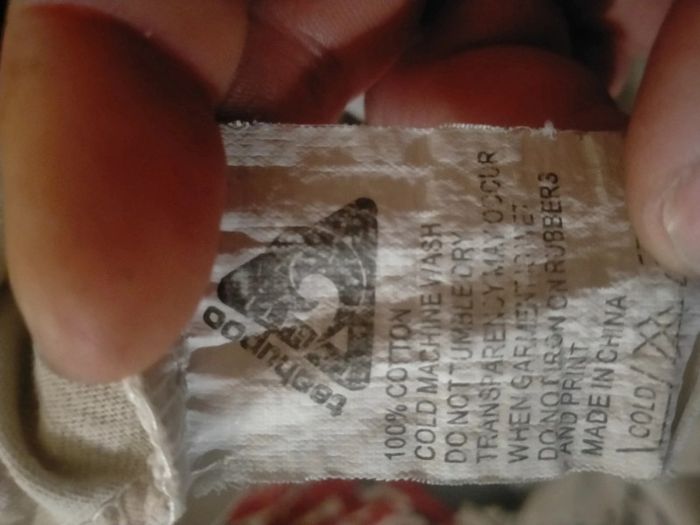 100% COTTON
COLD MACHINE WASH
DO NOT TUMBLE DRY
TRANSPARENCY MAY OCCUR
WHEN GARMENT IS WET
DO NOT IRON ON RUBBERS
AND PRINT
MADE IN CHINA
COLD